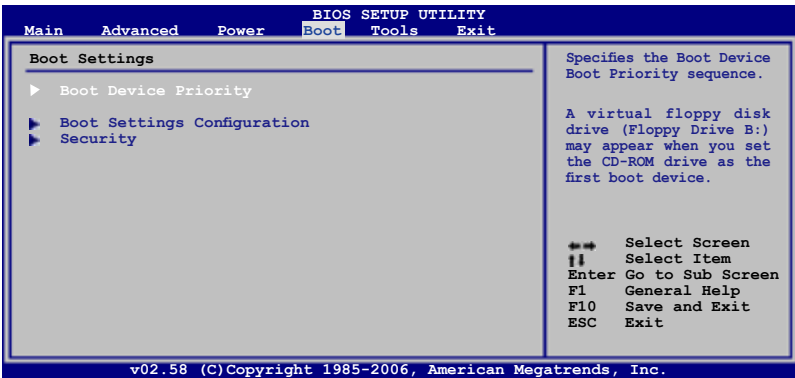 BIOS SETUP UTILITY
Main Advanced Power Boot Tools Exit
Boot Settings
Boot Device Priority
Boot Settings Configuration
Security
Specifies the Boot Device
Boot Priority sequence.
A virtual floppy disk
drive (Floppy Drive B:)
may appear when you set
the CD-ROM drive as the
first boot device.
Select Screen
Select Item
Enter Go to Sub Screen
F1 General Help
F10 Save and Exit
ESC Exit
v02.58 (C)Copyright 1985-2006, American Megatrends, Inc.